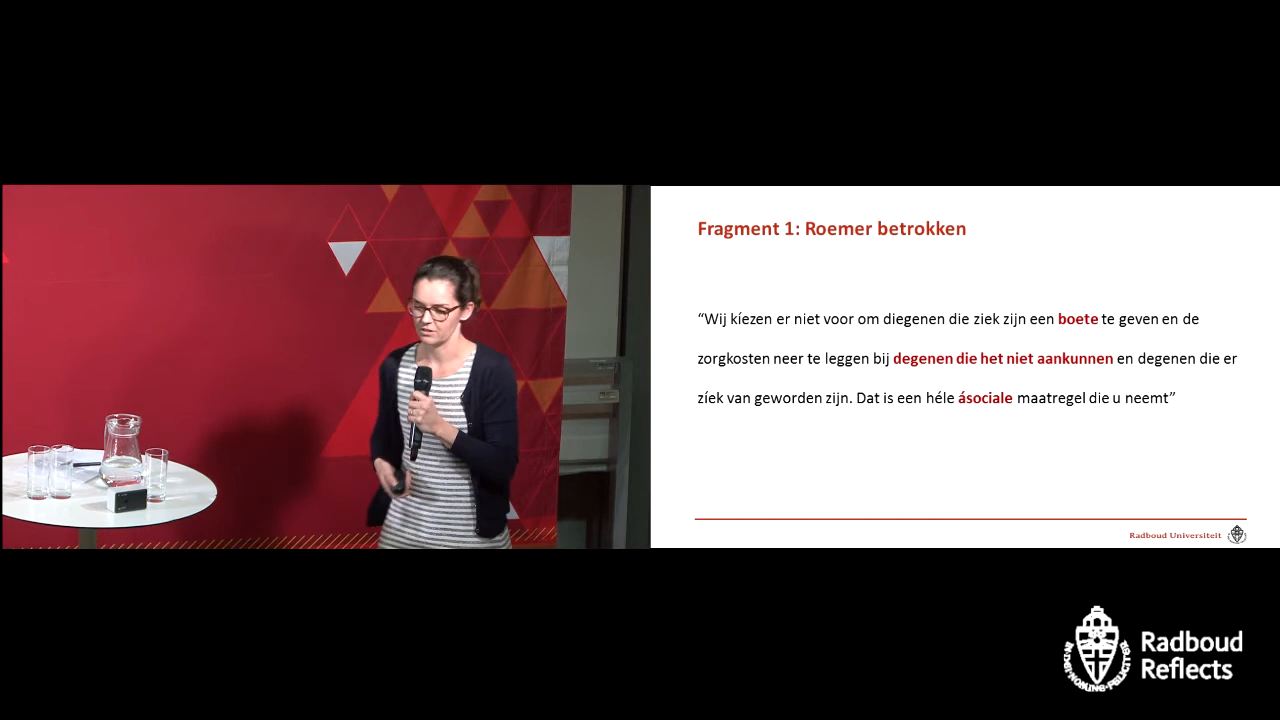 Fragment 1: Roemer betrokken
“Wij kíezen er niet voor om diegenen die ziek zijn een boete te geven en de
zorgkosten neer te leggen bij degenen die het niet aankunnen en degenen die er
zíek van geworden zijn. Dat is een héle ásociale maatregel die u neemt”
Radboud Universiteit
Radboud
Reflects